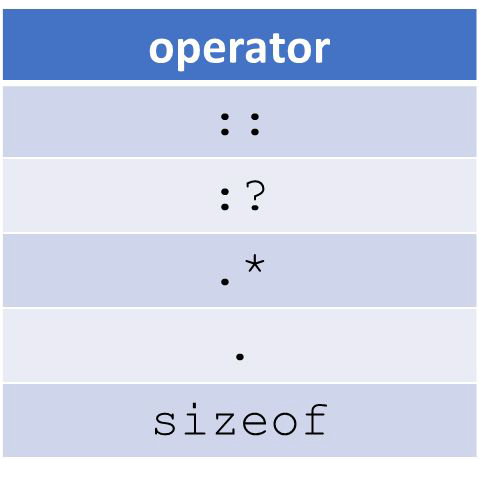 operator
::
:?
.*
.
sizeof